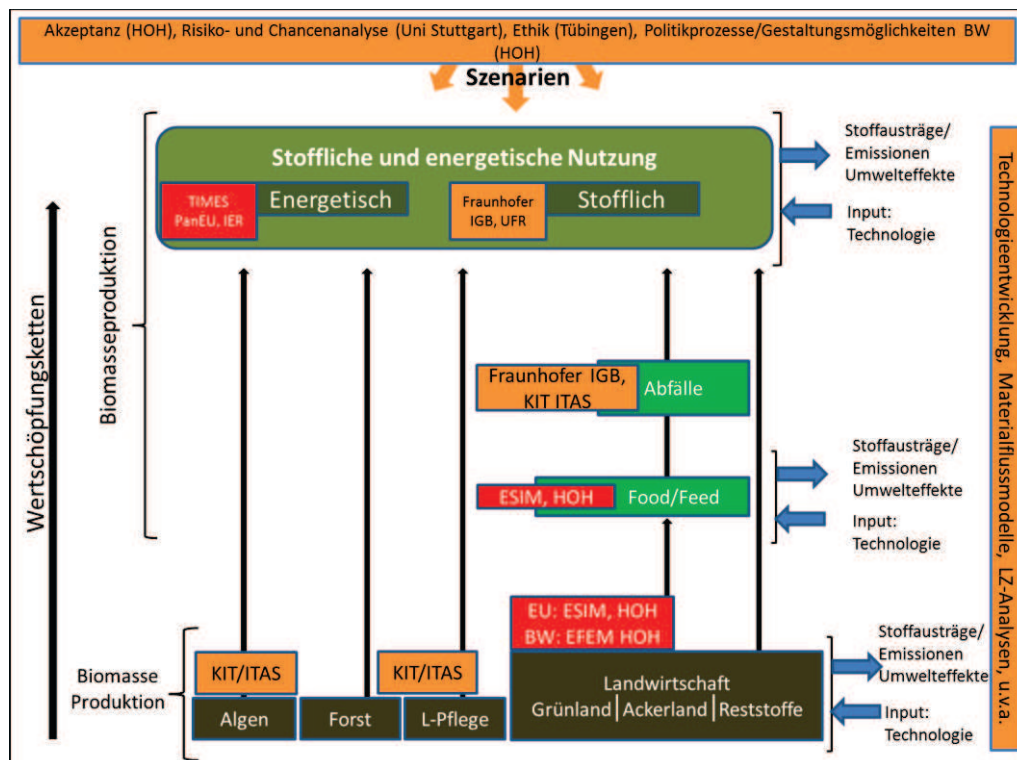 Akzeptanz (HOH), Risiko- und Chancenanalyse (Uni Stuttgart), Ethik (Tübingen), Politikprozesse/Gestaltungsmöglichkeiten BW
(HOH)
Szenarien
Stoffliche und energetische Nutzung
TIMES
PanEU, IER
Energetisch
Fraunhofer
IGB, UFR
Stofflich
Stoffausträge/
Emissionen
Umwelteffekte
Input:
Technologie
Wertschöpfungsketten
Biomasseproduktion
Technologieentwicklung, Materialflussmodelle, LZ-Analysen, u.v.a.
Fraunhofer IGB,
KIT ITAS
Abfälle
ESIM, HOH
Food/Feed
Stoffausträge/
Emissionen
Umwelteffekte
Input:
Technologie
EU: ESIM, HOH
BW: EFEM HOH
Biomasse
Produktion
KIT/ITAS
Algen
Forst
KIT/ITAS
L-Pflege
Landwirtschaft
Grünland|Ackerland|Reststoffe
Stoffausträge/
Emissionen
Umwelteffekte
Input:
Technologie